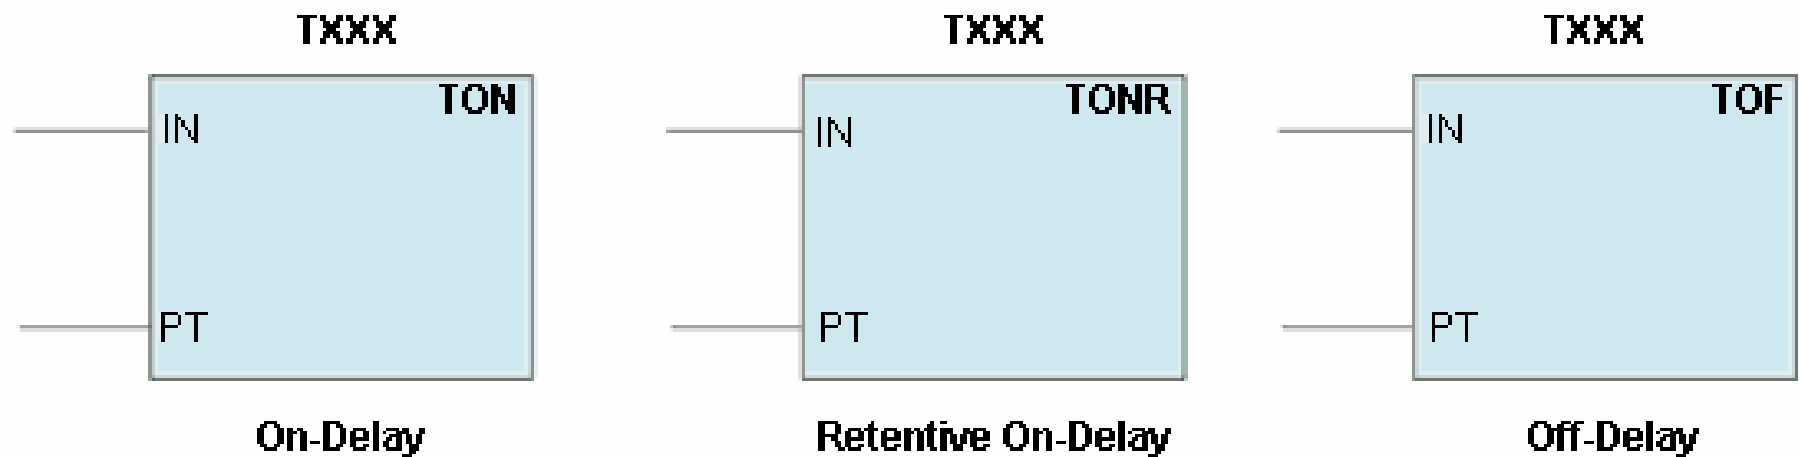 TXXX
TON
IN
PT
On-Delay
TXXX
TONR
IN
PT
Retentive On-Delay
TXXX
TOF
IN
PT
Off-Delay